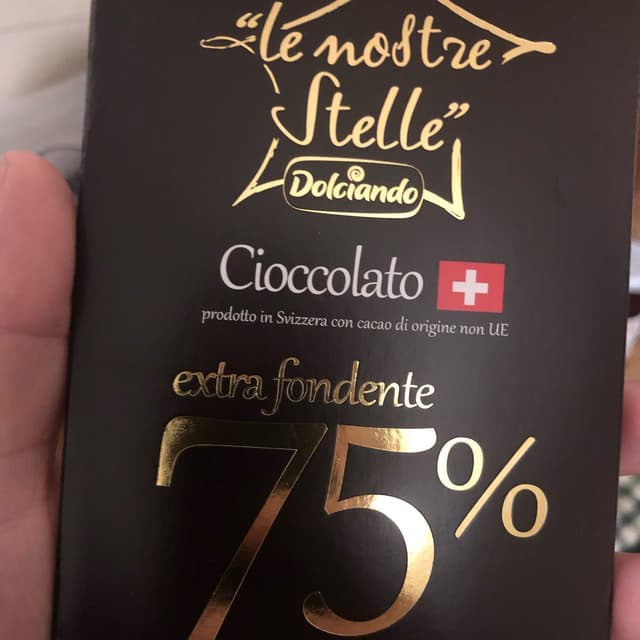 “le nostre
Stelle”
Dolciando
Cioccolato
prodotto in Svizzera con cacao di origine non UE
extra fondente
75%